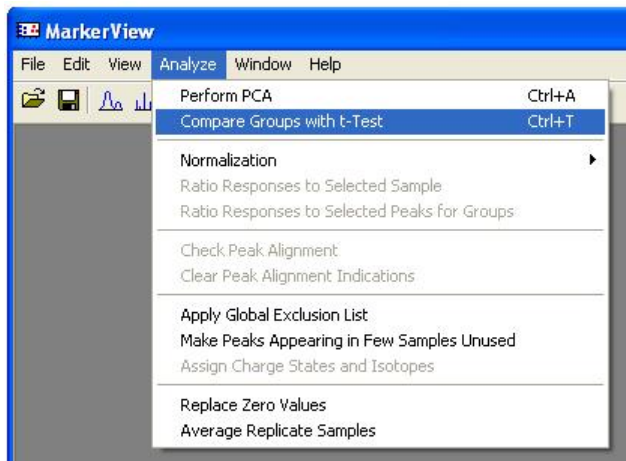 MarkerView
File Edit View Analyze Window Help
Perform PCA Ctrl+A
Compare Groups with t-Test Ctrl+T
Normalization
Ratio Responses to Selected Sample
Ratio Responses to Selected Peaks for Groups
Check Peak Alignment
Clear Peak Alignment Indications
Apply Global Exclusion List
Make Peaks Appearing in Few Samples Unused
Assign Charge States and Isotopes
Replace Zero Values
Average Replicate Samples